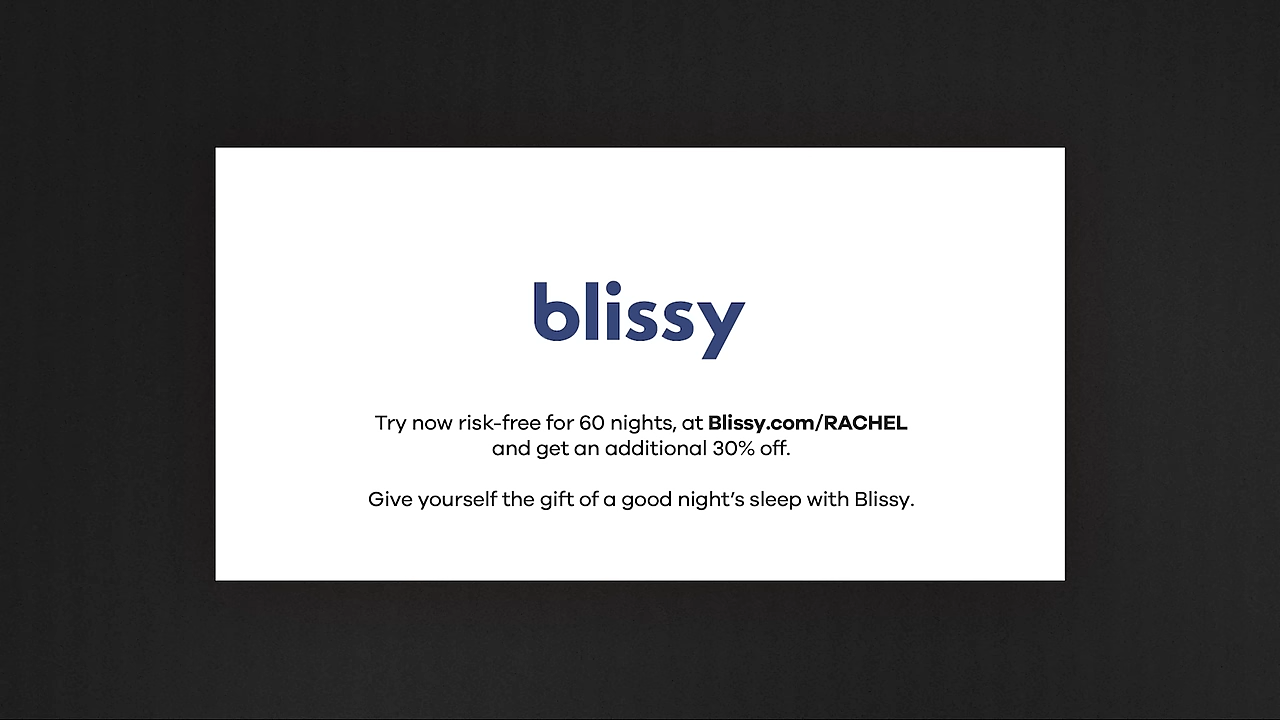 blissy
Try now risk-free for 60 nights, at Blissy.com/RACHEL
and get an additional 30% off.
Give yourself the gift of a good night’s sleep with Blissy.